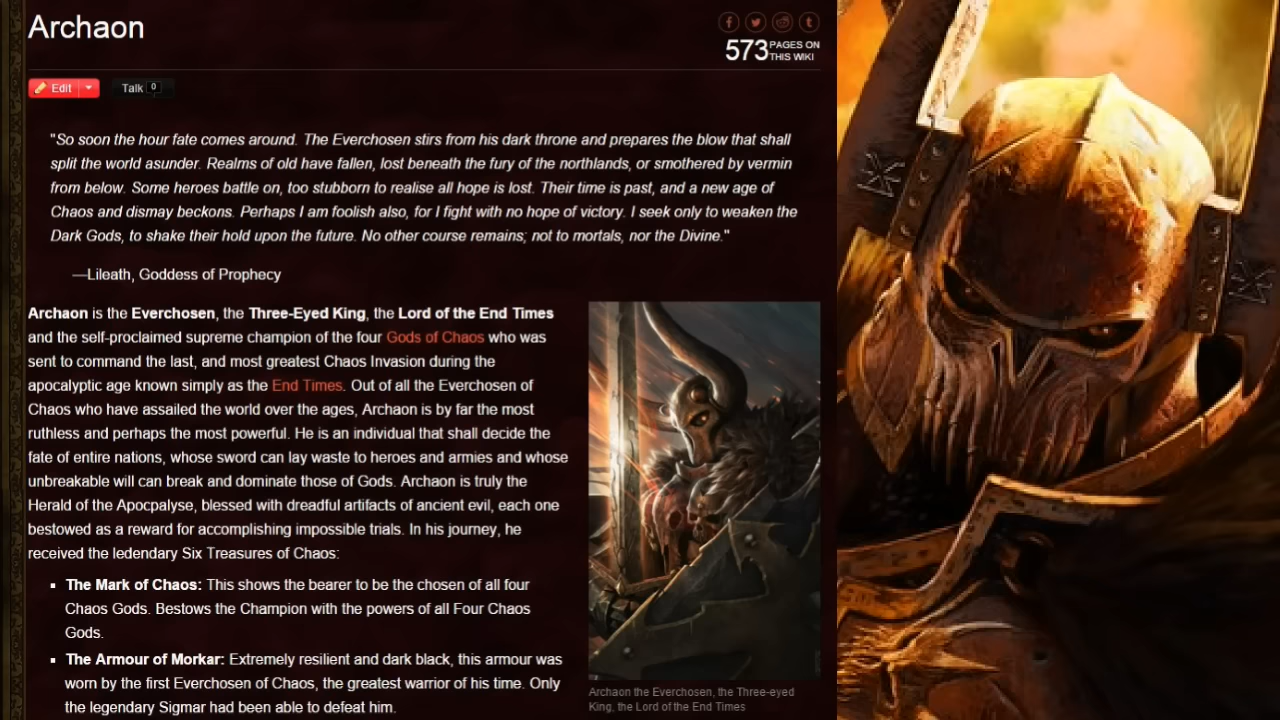 Archaon
573 PAGES ON
THIS WIKI
Edit
Talk 0
"So soon the hour fate comes around. The Everchosen stirs from his dark throne and prepares the blow that shall
split the world asunder. Realms of old have fallen, lost beneath the fury of the northlands, or smothered by vermin
from below. Some heroes battle on, too stubborn to realise all hope is lost. Their time is past, and a new age of
Chaos and dismay beckons. Perhaps I am foolish also, for I fight with no hope of victory. I seek only to weaken the
Dark Gods, to shake their hold upon the future. No other course remains; not to mortals, nor the Divine."
—Lileath, Goddess of Prophecy
Archaon is the Everchosen, the Three-Eyed King, the Lord of the End Times
and the self-proclaimed supreme champion of the four Gods of Chaos who was
sent to command the last, and most greatest Chaos Invasion during the
apocalyptic age known simply as the End Times. Out of all the Everchosen of
Chaos who have assailed the world over the ages, Archaon is by far the most
ruthless and perhaps the most powerful. He is an individual that shall decide the
fate of entire nations, whose sword can lay waste to heroes and armies and whose
unbreakable will can break and dominate those of Gods. Archaon is truly the
Herald of the Apocpalyse, blessed with dreadful artifacts of ancient evil, each one
bestowed as a reward for accomplishing impossible trials. In his journey, he
received the ledendary Six Treasures of Chaos:
▪ The Mark of Chaos: This shows the bearer to be the chosen of all four
Chaos Gods. Bestows the Champion with the powers of all Four Chaos
Gods.
▪ The Armour of Morkar: Extremely resilient and dark black, this armour was
worn by the first Everchosen of Chaos, the greatest warrior of his time. Only
the legendary Sigmar had been able to defeat him.
Archaon the Everchosen, the Three-eyed
King, the Lord of the End Times